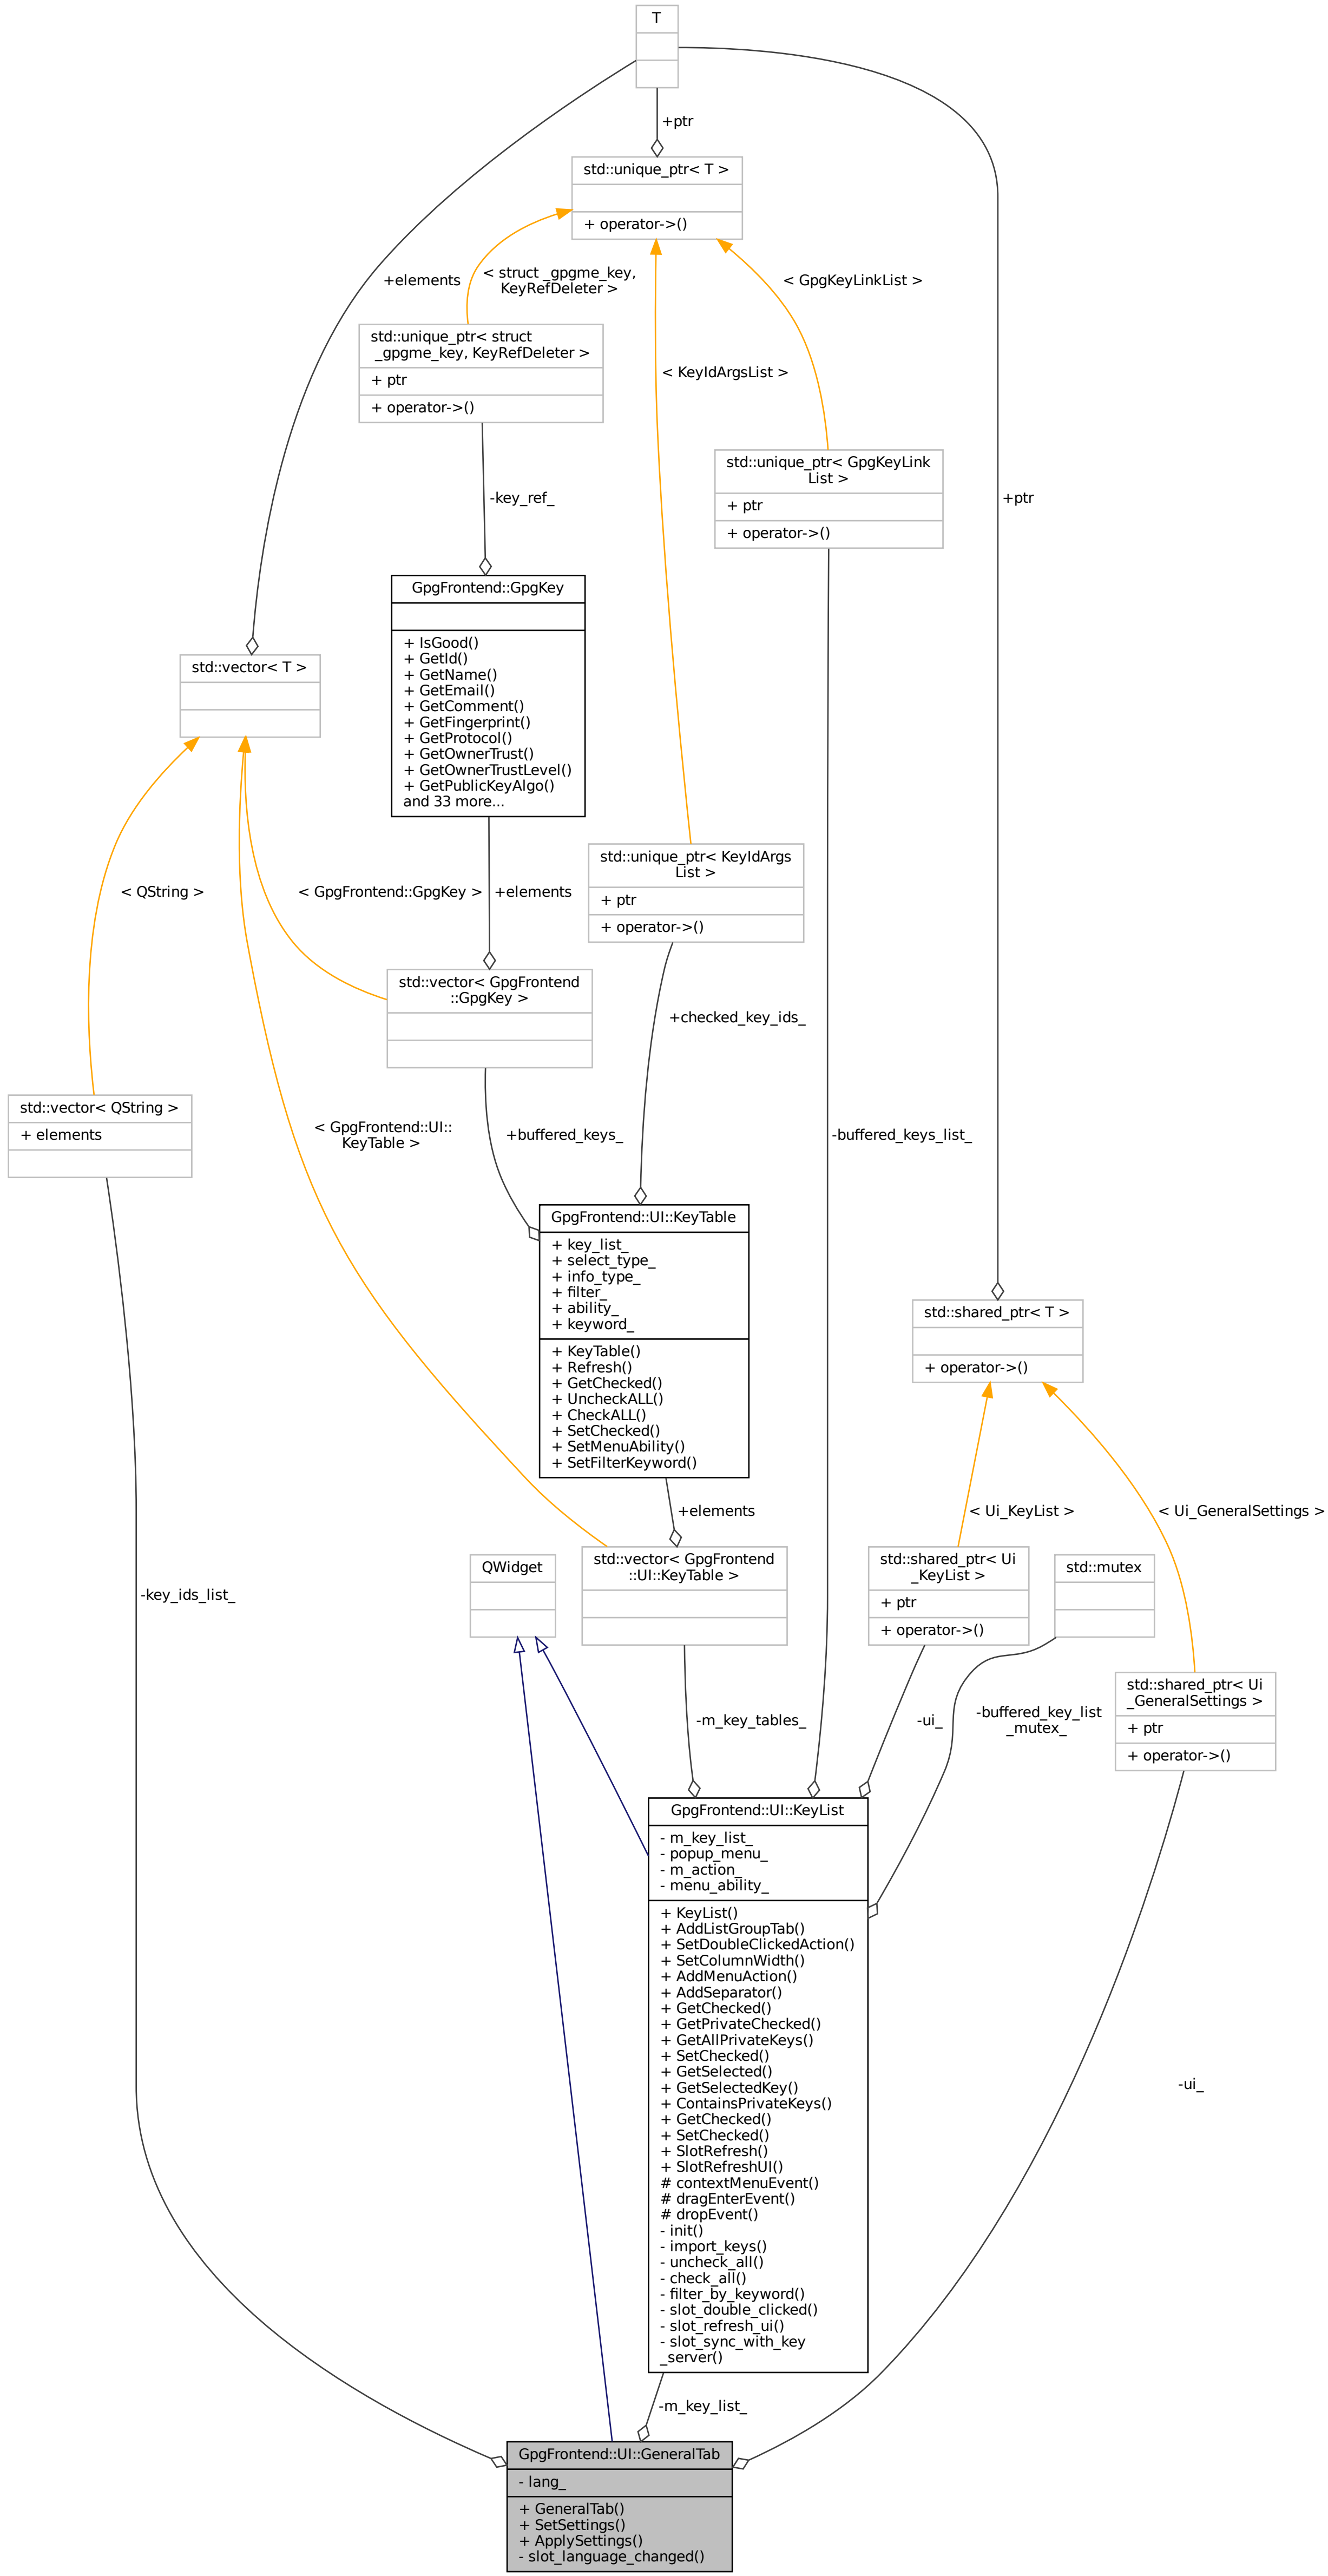 T
+ptr
std::unique_ptr< T >
+ operator->()
+elements
< struct _gpgme_key,
KeyRefDeleter >
< GpgKeyLinkList >
std::unique_ptr< struct
_gpgme_key, KeyRefDeleter >
+ ptr
+ operator->()
< KeyIdArgsList >
std::unique_ptr< GpgKeyLink
List >
+ ptr
+ operator->()
-key_ref_
+ptr
GpgFrontend::GpgKey
+ IsGood()
+ GetId()
+ GetName()
+ GetEmail()
+ GetComment()
+ GetFingerprint()
+ GetProtocol()
+ GetOwnerTrust()
+ GetOwnerTrustLevel()
+ GetPublicKeyAlgo()
and 33 more...
std::vector< T >
std::unique_ptr< KeyIdArgs
List >
+ ptr
+ operator->()
< QString >
< GpgFrontend::GpgKey >
+elements
std::vector< GpgFrontend
::GpgKey >
+checked_key_ids_
std::vector< QString >
+ elements
< GpgFrontend::UI::
KeyTable >
+buffered_keys_
-buffered_keys_list_
GpgFrontend::UI::KeyTable
+ key_list_
+ select_type_
+ info_type_
+ filter_
+ ability_
+ keyword_
+ KeyTable()
+ Refresh()
+ GetChecked()
+ UncheckALL()
+ CheckALL()
+ SetChecked()
+ SetMenuAbility()
+ SetFilterKeyword()
std::shared_ptr< T >
+ operator->()
+elements
< Ui_KeyList >
< Ui_GeneralSettings >
-key_ids_list_
QWidget
std::vector< GpgFrontend
::UI::KeyTable >
std::shared_ptr< Ui
_KeyList >
+ ptr
+ operator->()
std::mutex
std::shared_ptr< Ui
_GeneralSettings >
+ ptr
+ operator->()
-m_key_tables_
-ui_
-buffered_key_list
_mutex_
GpgFrontend::UI::KeyList
- m_key_list_
- popup_menu_
- m_action_
- menu_ability_
+ KeyList()
+ AddListGroupTab()
+ SetDoubleClickedAction()
+ SetColumnWidth()
+ AddMenuAction()
+ AddSeparator()
+ GetChecked()
+ GetPrivateChecked()
+ GetAllPrivateKeys()
+ SetChecked()
+ GetSelected()
+ GetSelectedKey()
+ ContainsPrivateKeys()
+ GetChecked()
+ SetChecked()
+ SlotRefresh()
+ SlotRefreshUI()
# contextMenuEvent()
# dragEnterEvent()
# dropEvent()
- init()
- import_keys()
- uncheck_all()
- check_all()
- filter_by_keyword()
- slot_double_clicked()
- slot_refresh_ui()
- slot_sync_with_key
_server()
-ui_
-m_key_list_
GpgFrontend::UI::GeneralTab
- lang_
+ GeneralTab()
+ SetSettings()
+ ApplySettings()
- slot_language_changed()